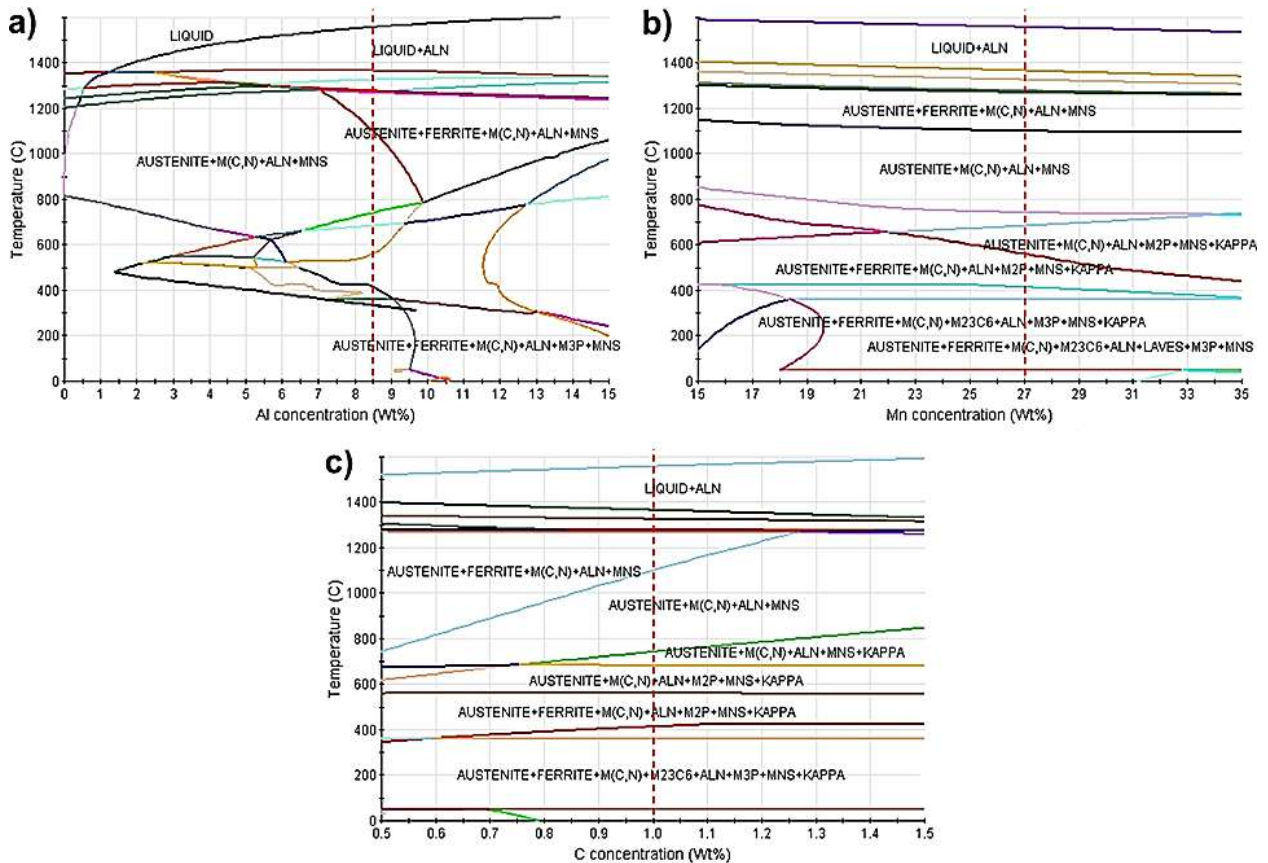 a)
LIQUID
LIQUID+ALN
AUSTENITE+FERRITE+M(C,N)+ALN+MNS
AUSTENITE+M(C,N)+ALN+MNS
AUSTENITE+FERRITE+M(C,N)+ALN+M3P+MNS
Temperature (C)
1400
1200
1000
800
600
400
200
0
0 1 2 3 4 5 6 7 8 9 10 11 12 13 14 15
Al concentration (Wt%)
b)
LIQUID+ALN
AUSTENITE+FERRITE+M(C,N)+ALN+MNS
AUSTENITE+M(C,N)+ALN+MNS
AUSTENITE+M(C,N)+ALN+M2P+MNS+KAPPA
AUSTENITE+FERRITE+M(C,N)+ALN+M2P+MNS+KAPPA
AUSTENITE+FERRITE+M(C,N)+M23C6+ALN+M3P+MNS+KAPPA
AUSTENITE+FERRITE+M(C,N)+M23C6+ALN+LAVES+M3P+MNS
Temperature (C)
1400
1200
1000
800
600
400
200
0
15 17 19 21 23 25 27 29 31 33 35
Mn concentration (Wt%)
c)
LIQUID+ALN
AUSTENITE+FERRITE+M(C,N)+ALN+MNS
AUSTENITE+M(C,N)+ALN+MNS
AUSTENITE+M(C,N)+ALN+MNS+KAPPA
AUSTENITE+M(C,N)+ALN+M2P+MNS+KAPPA
AUSTENITE+FERRITE+M(C,N)+ALN+M2P+MNS+KAPPA
AUSTENITE+FERRITE+M(C,N)+M23C6+ALN+M3P+MNS+KAPPA
Temperature (C)
1400
1200
1000
800
600
400
200
0
0.5 0.6 0.7 0.8 0.9 1.0 1.1 1.2 1.3 1.4 1.5
C concentration (Wt%)